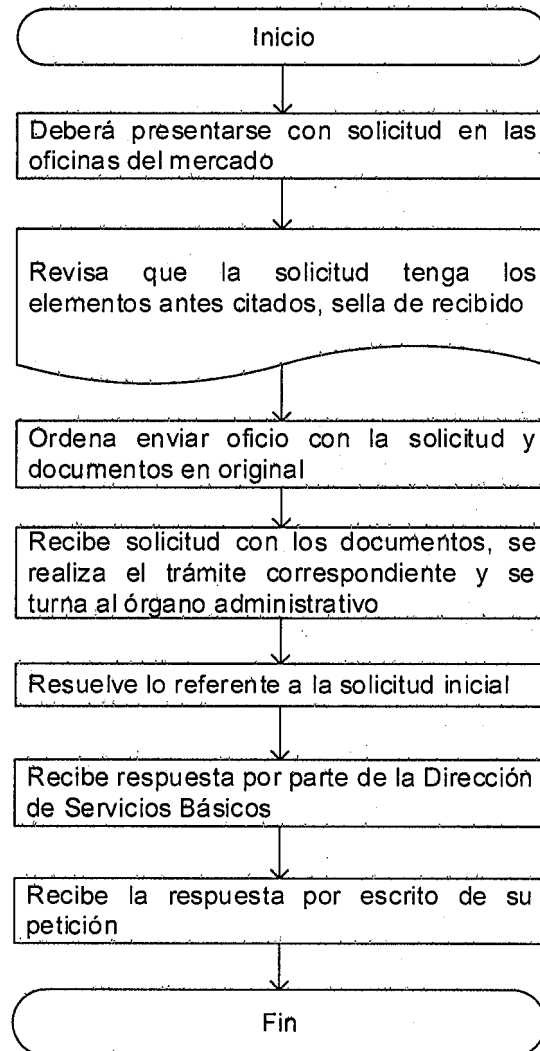 Inicio
Deberá presentarse con solicitud en las
oficinas del mercado
Revisa que la solicitud tenga los
elementos antes citados, sella de recibido
Ordena enviar oficio con la solicitud y
documentos en original
Recibe solicitud con los documentos, se
realiza el trámite correspondiente y se
turna al órgano administrativo
Resuelve lo referente a la solicitud inicial
Recibe respuesta por parte de la Dirección
de Servicios Básicos
Recibe la respuesta por escrito de su
petición
Fin